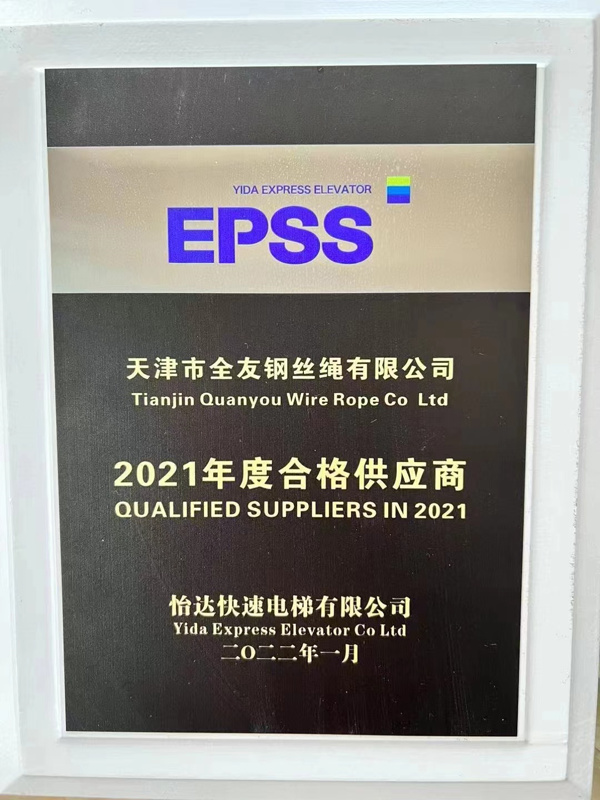 YIDA EXPRESS ELEVATOR
EPSS
天津市全友钢丝绳有限公司
Tianjin Quanyou Wire Rope Co Ltd
2021年度合格供应商
QUALIFIED SUPPLIERS IN 2021
怡达快速电梯有限公司
Yida Express Elevator Co Ltd
二〇二二年一月